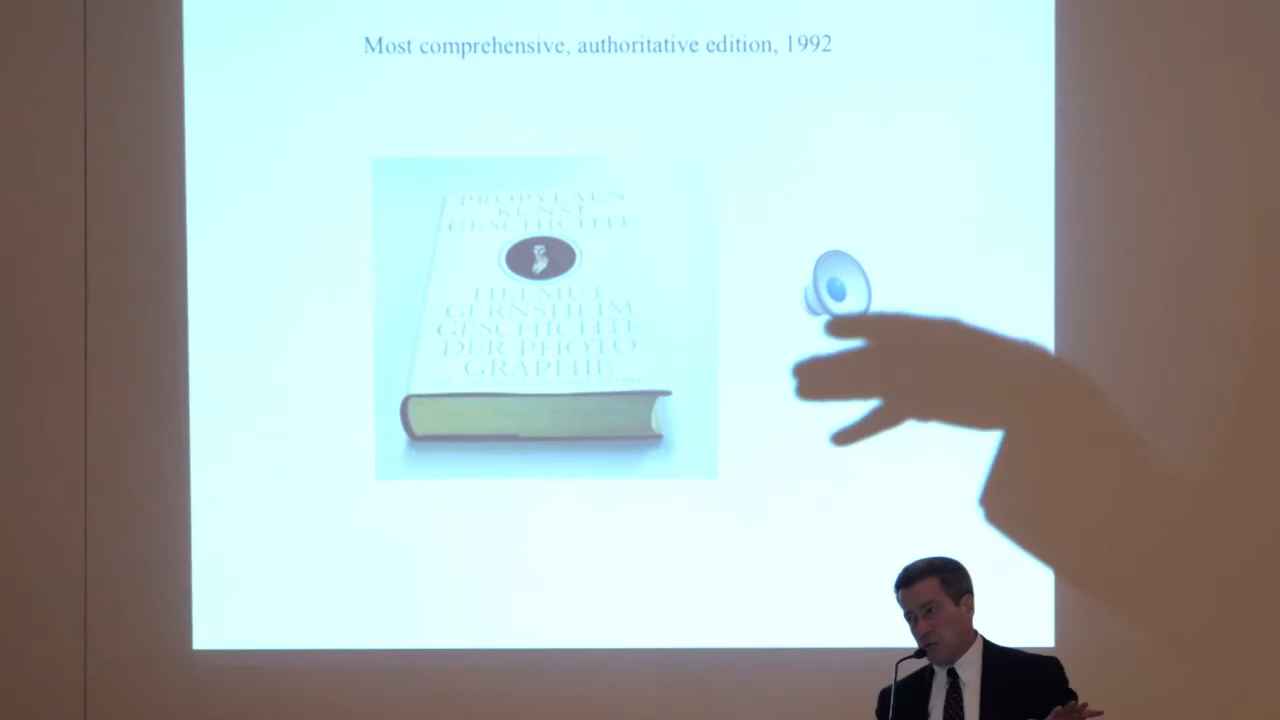 Most comprehensive, authoritative edition, 1992
PROPYLÄEN
KUNST
GESCHICHTE
HELMUT
GERNSHEIM
GESCHICHTE
DER PHOTO
GRAPHIE